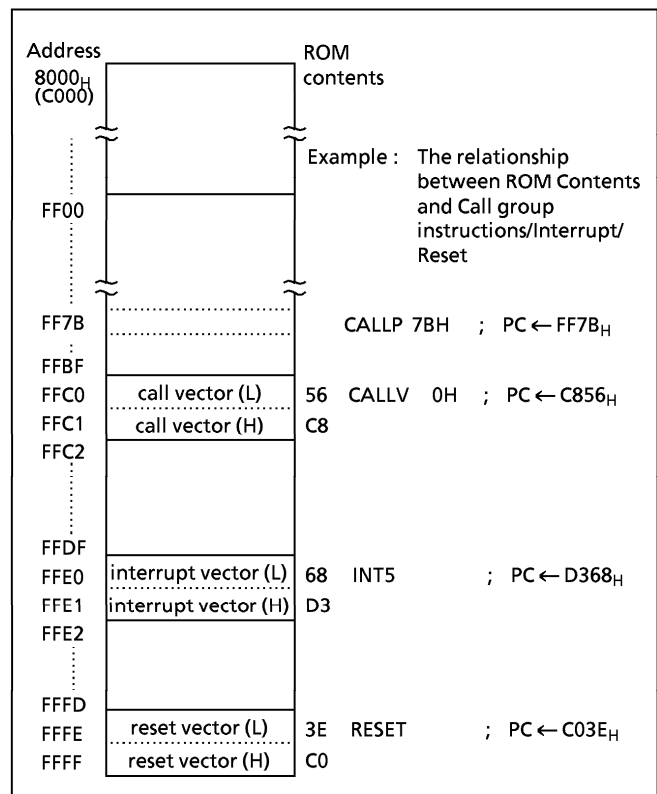 Address
ROM
8000H
contents
(C000)
Example : The relationship
between ROM Contents
FF00
and Call group
instructions/Interrupt/
Reset
FF7B CALLP 7BH ; PC ← FF7BH
FFBF
FFC0 call vector (L) 56 CALLV 0H ; PC ← C856H
FFC1 call vector (H) C8
FFC2
FFDF
FFE0 interrupt vector (L) 68 INT5 ; PC ← D368H
FFE1 interrupt vector (H) D3
FFE2
FFFD
FFFE reset vector (L) 3E RESET ; PC ← C03EH
FFFF reset vector (H) C0